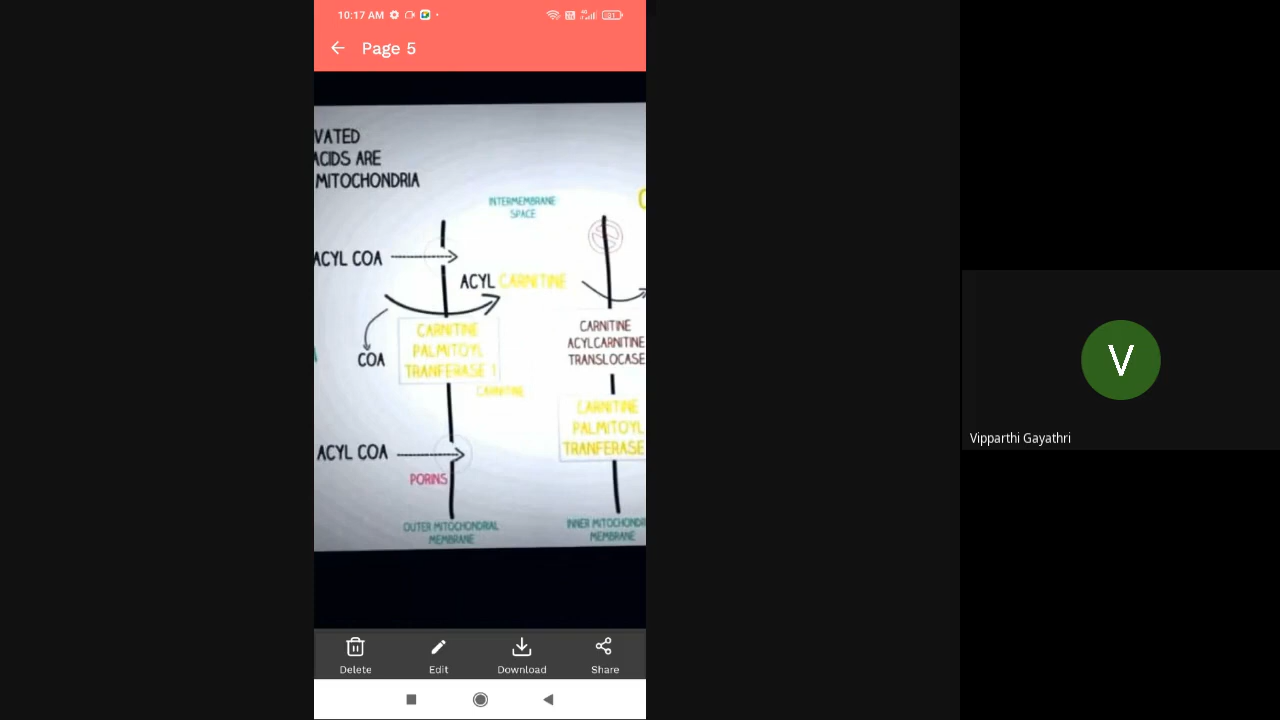 10:17 AM
Page 5
VATED
ACIDS ARE
MITOCHONDRIA
INTERMEMBRANE
SPACE
ACYL COA
ACYL CARNITINE
CARNITINE
PALMITOYL
TRANFERASE 1
COA
CARNITINE
CARNITINE
ACYLCARNITINE
TRANSLOCASE
CARNITINE
PALMITOYL
TRANFERASE
ACYL COA
PORINS
OUTER MITOCHONDRIAL
MEMBRANE
INNER MITOCHONDR
MEMBRANE
Delete Edit Download Share
V
Vipparthi Gayathri